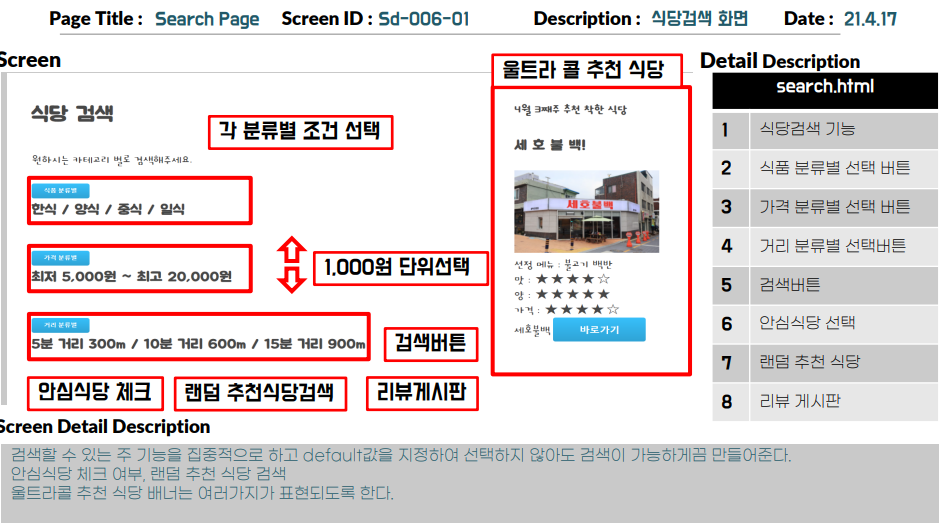 Page Title : Search Page Screen ID : Sd-006-01 Description : 식당검색 화면 Date : 21.4.17
Screen
울트라 콜 추천 식당
Detail Description
search.html
식당 검색
각 분류별 조건 선택
원하시는 카테고리 별로 검색해주세요.
식품 분류별
한식 / 양식 / 중식 / 일식
가격 분류별
최저 5,000원 ~ 최고 20,000원
1,000원 단위선택
거리 분류별
5분 거리 300m / 10분 거리 600m / 15분 거리 900m
검색버튼
안심식당 체크
랜덤 추천식당검색
리뷰게시판
4월 3째주 추천 착한 식당
세 호 불 백!
세호불백
선정 메뉴 : 불고기 백반
맛 : ★★★★☆
양 : ★★★★★
가격 : ★★★★☆
세호불백 바로가기
1 식당검색 기능
2 식품 분류별 선택 버튼
3 가격 분류별 선택 버튼
4 거리 분류별 선택버튼
5 검색버튼
6 안심식당 선택
7 랜덤 추천 식당
8 리뷰 게시판
Screen Detail Description
검색할 수 있는 주 기능을 집중적으로 하고 default값을 지정하여 선택하지 않아도 검색이 가능하게끔 만들어준다.
안심식당 체크 여부, 랜덤 추천 식당 검색
울트라콜 추천 식당 배너는 여러가지가 표현되도록 한다.